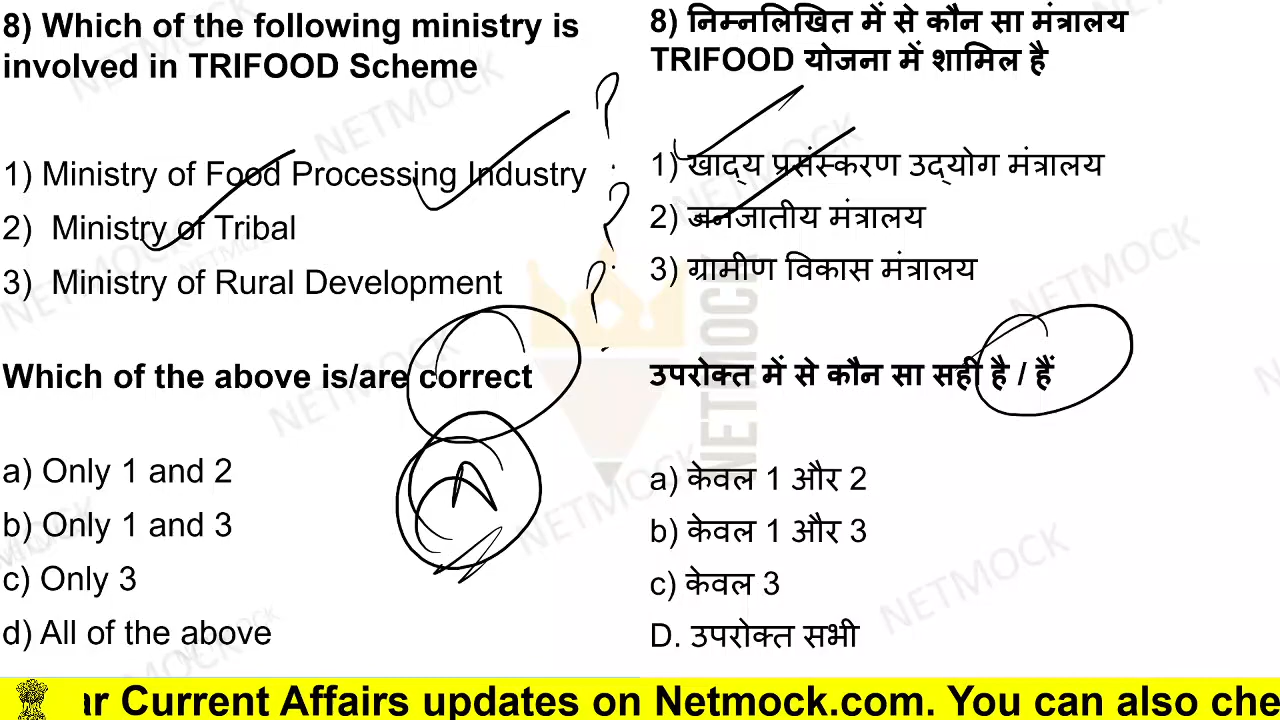 8) Which of the following ministry is
involved in TRIFOOD Scheme
1) Ministry of Food Processing Industry
2) Ministry of Tribal
3) Ministry of Rural Development
Which of the above is/are correct
a) Only 1 and 2
b) Only 1 and 3
c) Only 3
d) All of the above
8) निम्नलिखित में से कौन सा मंत्रालय
TRIFOOD योजना में शामिल है
1) खाद्य प्रसंस्करण उद्योग मंत्रालय
2) जनजातीय मंत्रालय
3) ग्रामीण विकास मंत्रालय
उपरोक्त में से कौन सा सही है / हैं
a) केवल 1 और 2
b) केवल 1 और 3
c) केवल 3
D. उपरोक्त सभी
?
?
?
A
NETMOCK
ar Current Affairs updates on Netmock.com. You can also che